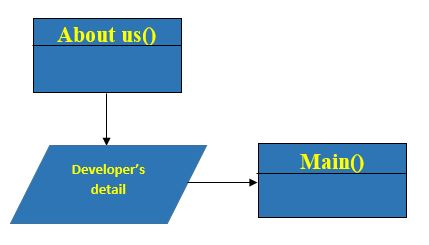 About us()
Developer's
detail
Main()